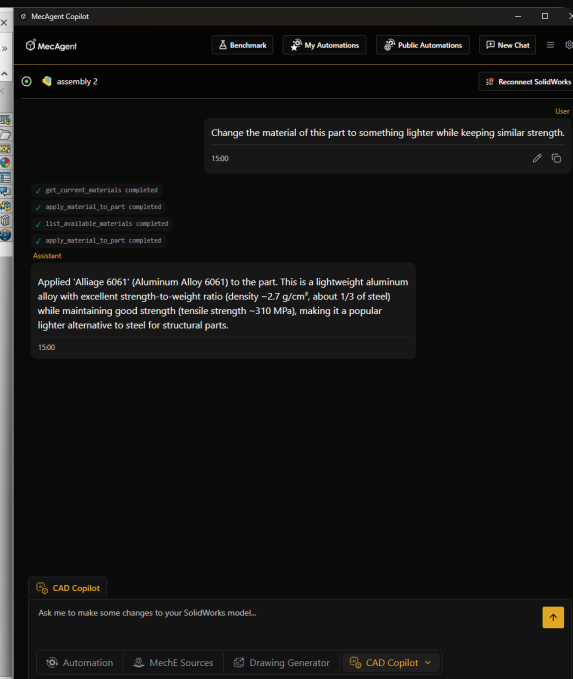 MecAgent Copilot
MecAgent
Benchmark
My Automations
Public Automations
New Chat
assembly 2
Reconnect SolidWorks
User
Change the material of this part to something lighter while keeping similar strength.
15:00
get_current_materials completed
apply_material_to_part completed
list_available_materials completed
apply_material_to_part completed
Assistant
Applied 'Alliage 6061' (Aluminum Alloy 6061) to the part. This is a lightweight aluminum
alloy with excellent strength-to-weight ratio (density ~2.7 g/cm³, about 1/3 of steel)
while maintaining good strength (tensile strength ~310 MPa), making it a popular
lighter alternative to steel for structural parts.
15:00
CAD Copilot
Ask me to make some changes to your SolidWorks model...
Automation
MechE Sources
Drawing Generator
CAD Copilot